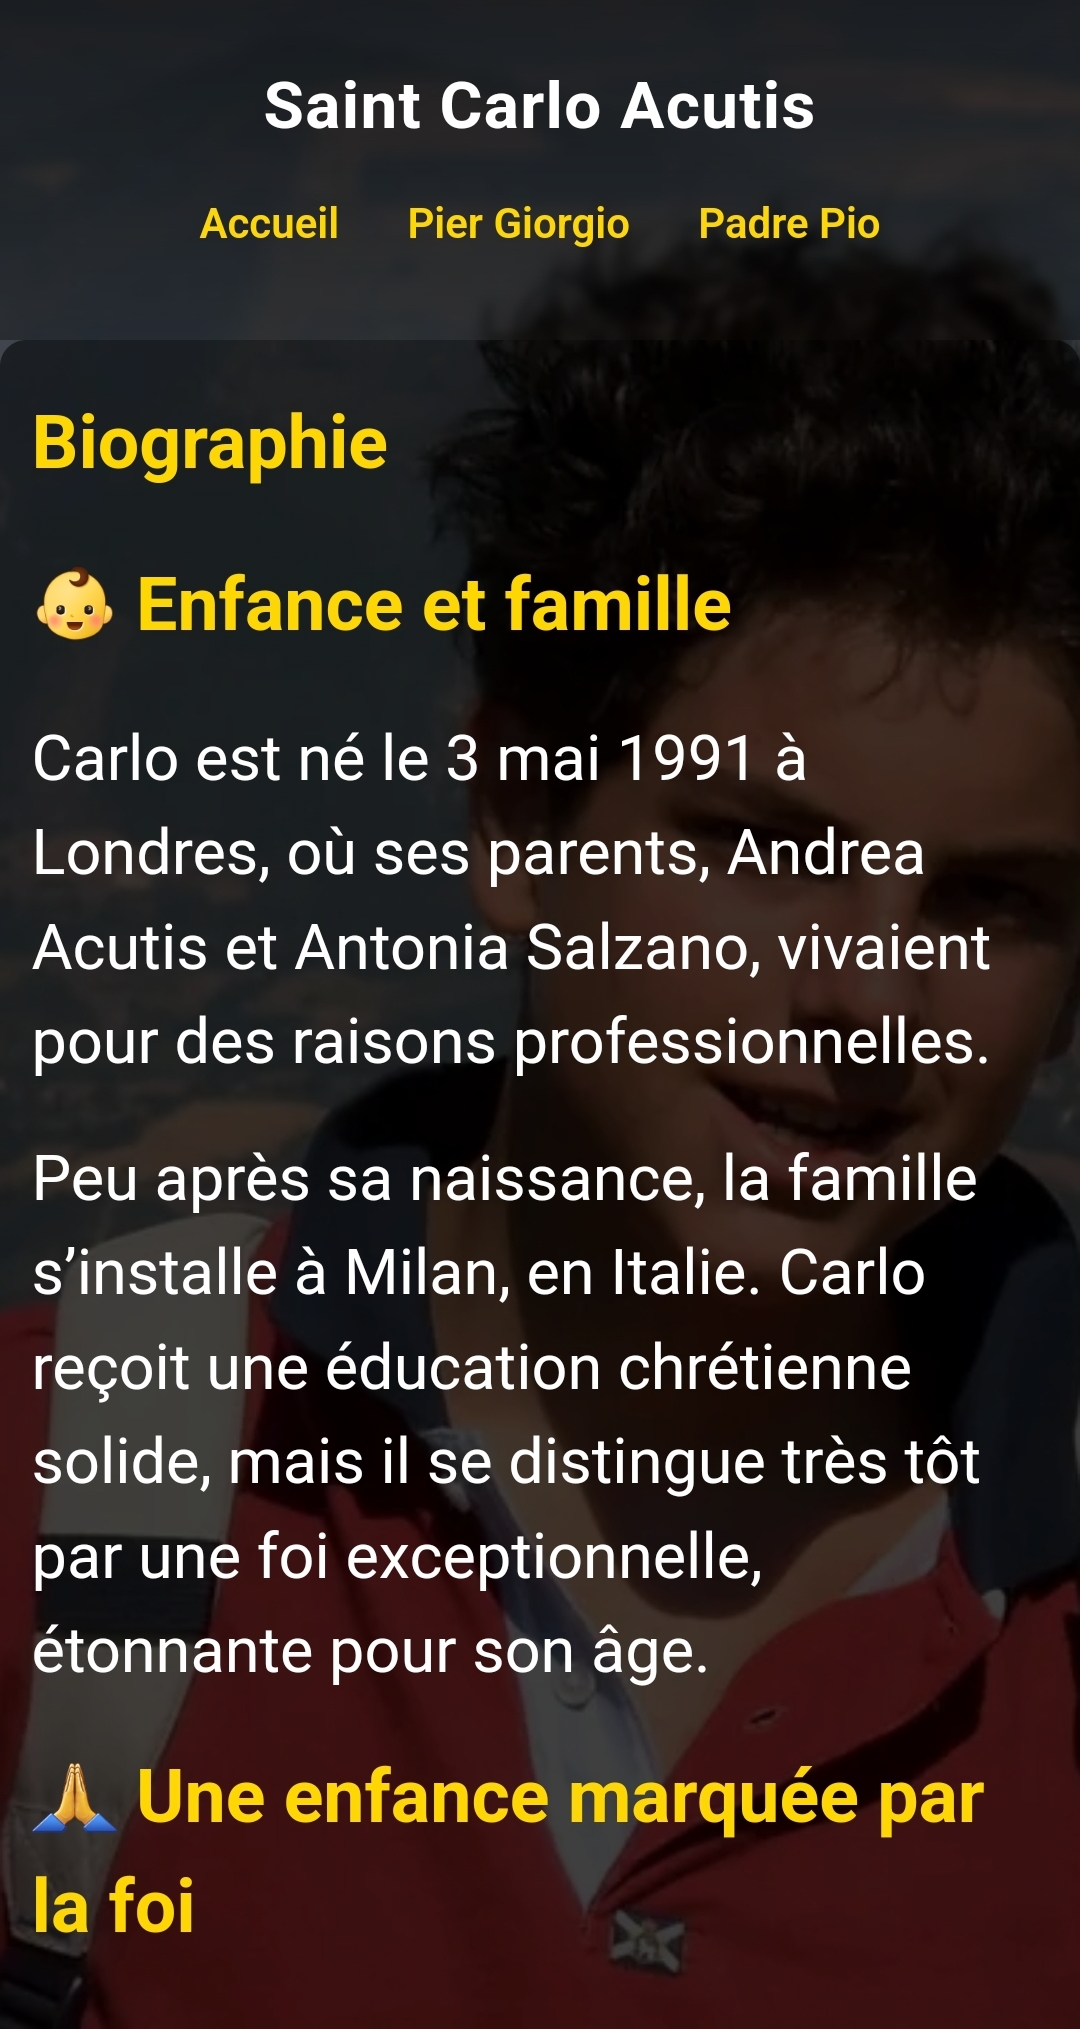 Saint Carlo Acutis
Accueil Pier Giorgio Padre Pio
Biographie
👶 Enfance et famille
Carlo est né le 3 mai 1991 à
Londres, où ses parents, Andrea
Acutis et Antonia Salzano, vivaient
pour des raisons professionnelles.
Peu après sa naissance, la famille
s’installe à Milan, en Italie. Carlo
reçoit une éducation chrétienne
solide, mais il se distingue très tôt
par une foi exceptionnelle,
étonnante pour son âge.
🙏 Une enfance marquée par
la foi